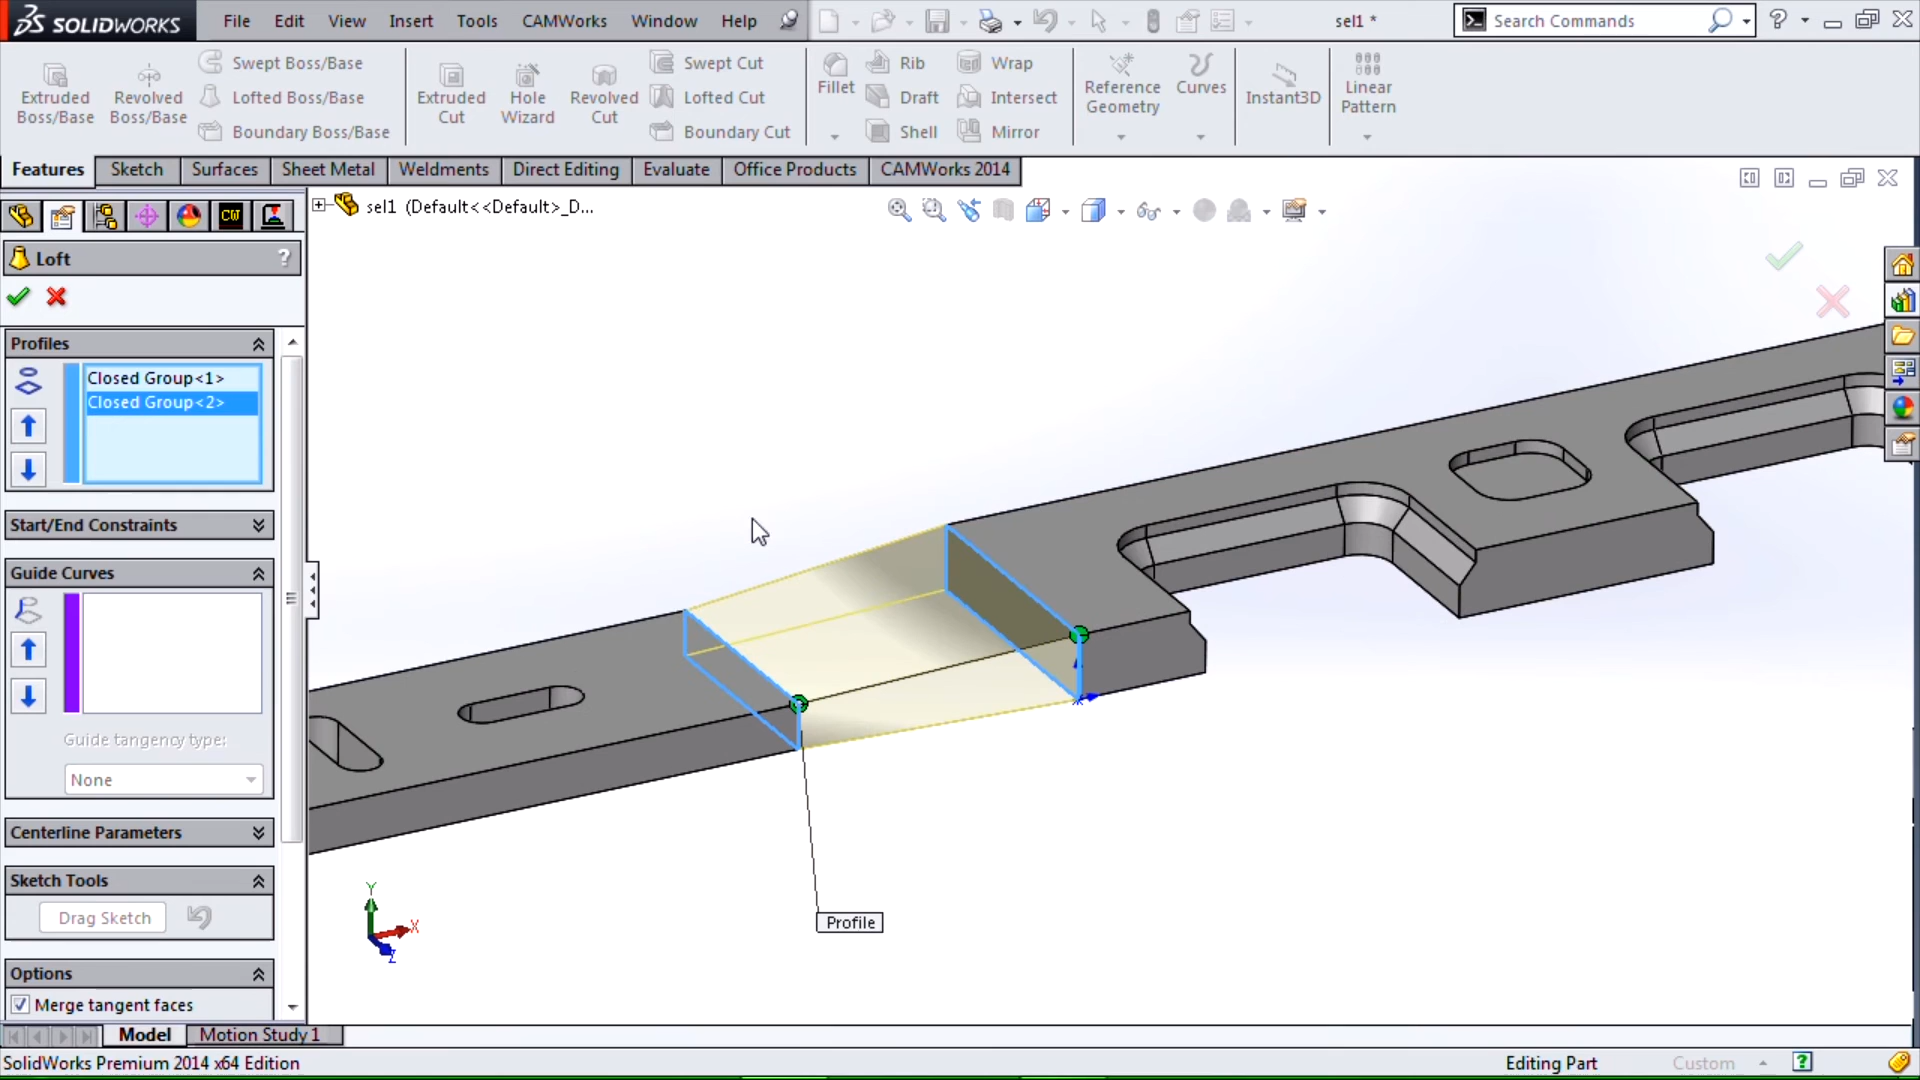 SOLIDWORKS File Edit View Insert Tools CAMWorks Window Help sel1 * Search Commands
Extruded Boss/Base
Revolved Boss/Base
Swept Boss/Base
Lofted Boss/Base
Boundary Boss/Base
Extruded Cut
Hole Wizard
Revolved Cut
Swept Cut
Lofted Cut
Boundary Cut
Fillet
Rib
Draft
Shell
Wrap
Intersect
Mirror
Reference Geometry
Curves
Instant3D
Linear Pattern
Features Sketch Surfaces Sheet Metal Weldments Direct Editing Evaluate Office Products CAMWorks 2014
sel1 (Default<<Default>_D...
CW
Loft ?
Profiles
Closed Group<1>
Closed Group<2>
Start/End Constraints
Guide Curves
Guide tangency type:
None
Centerline Parameters
Sketch Tools
Drag Sketch
Options
Merge tangent faces
Profile
Y
X
Z
Model Motion Study 1
SolidWorks Premium 2014 x64 Edition Editing Part Custom ?